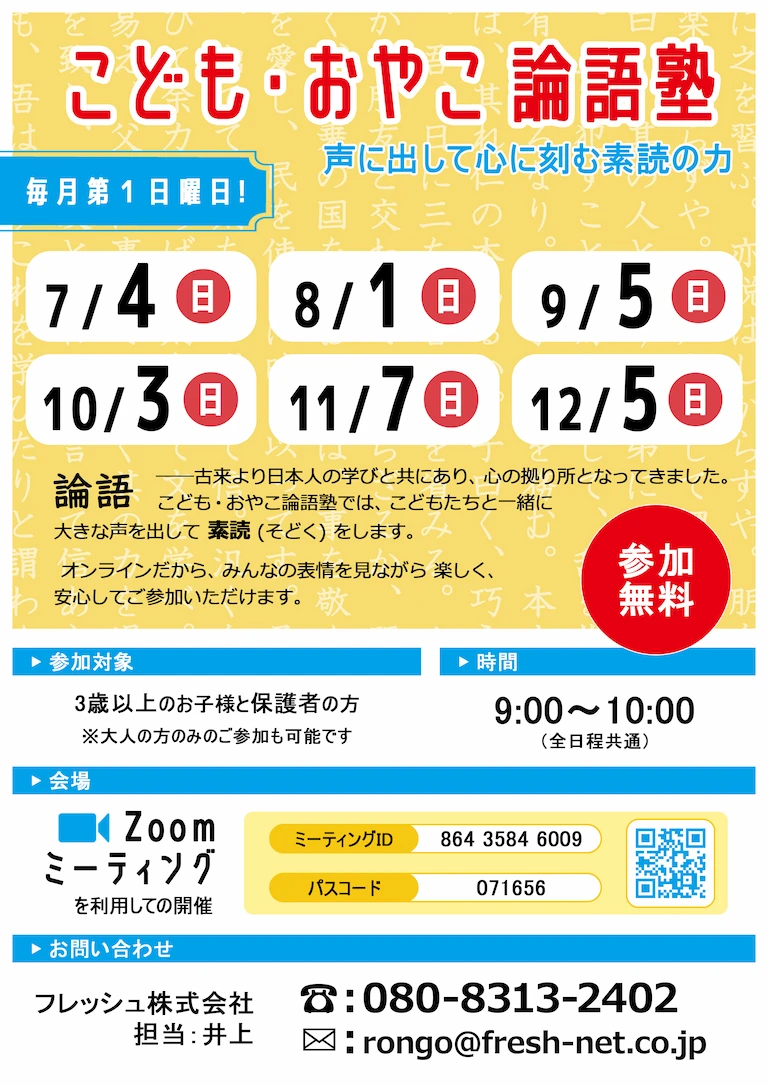 こども・おやこ 論語塾
声に出して心に刻む素読の力
毎月第1日曜日!
7/4 日
8/1 日
9/5 日
10/3 日
11/7 日
12/5 日
論語 ――古来より日本人の学びと共にあり、心の拠り所となってきました。
こども・おやこ論語塾では、こどもたちと一緒に
大きな声を出して 素読 (そどく) をします。
オンラインだから、みんなの表情を見ながら 楽しく、
安心してご参加いただけます。
参加
無料
▶ 参加対象
3歳以上のお子様と保護者の方
※大人の方のみのご参加も可能です
▶ 時間
9:00〜10:00
(全日程共通)
▶ 会場
Zoom
ミーティング
を利用しての開催
ミーティングID 864 3584 6009
パスコード 071656
▶ お問い合わせ
フレッシュ株式会社
担当:井上
☎:080-8313-2402
✉:rongo@fresh-net.co.jp